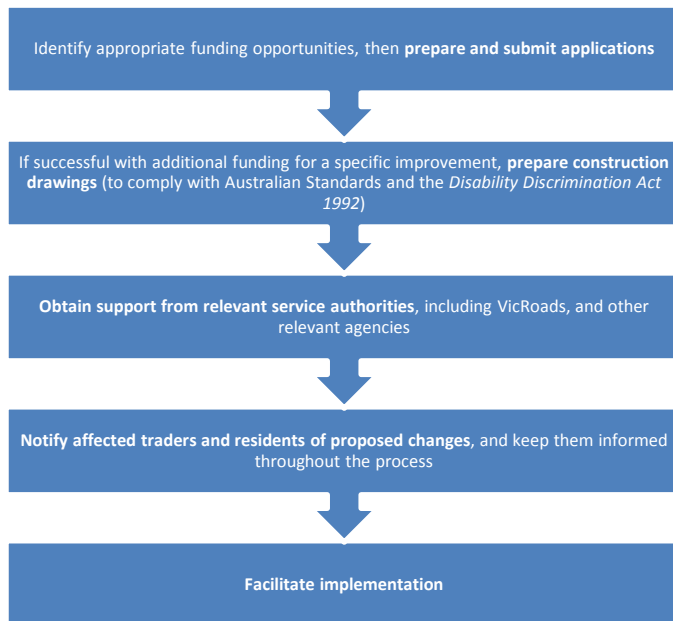 Identify appropriate funding opportunities, then prepare and submit applications
If successful with additional funding for a specific improvement, prepare construction
drawings (to comply with Australian Standards and the Disability Discrimination Act
1992)
Obtain support from relevant service authorities, including VicRoads, and other
relevant agencies
Notify affected traders and residents of proposed changes, and keep them informed
throughout the process
Facilitate implementation